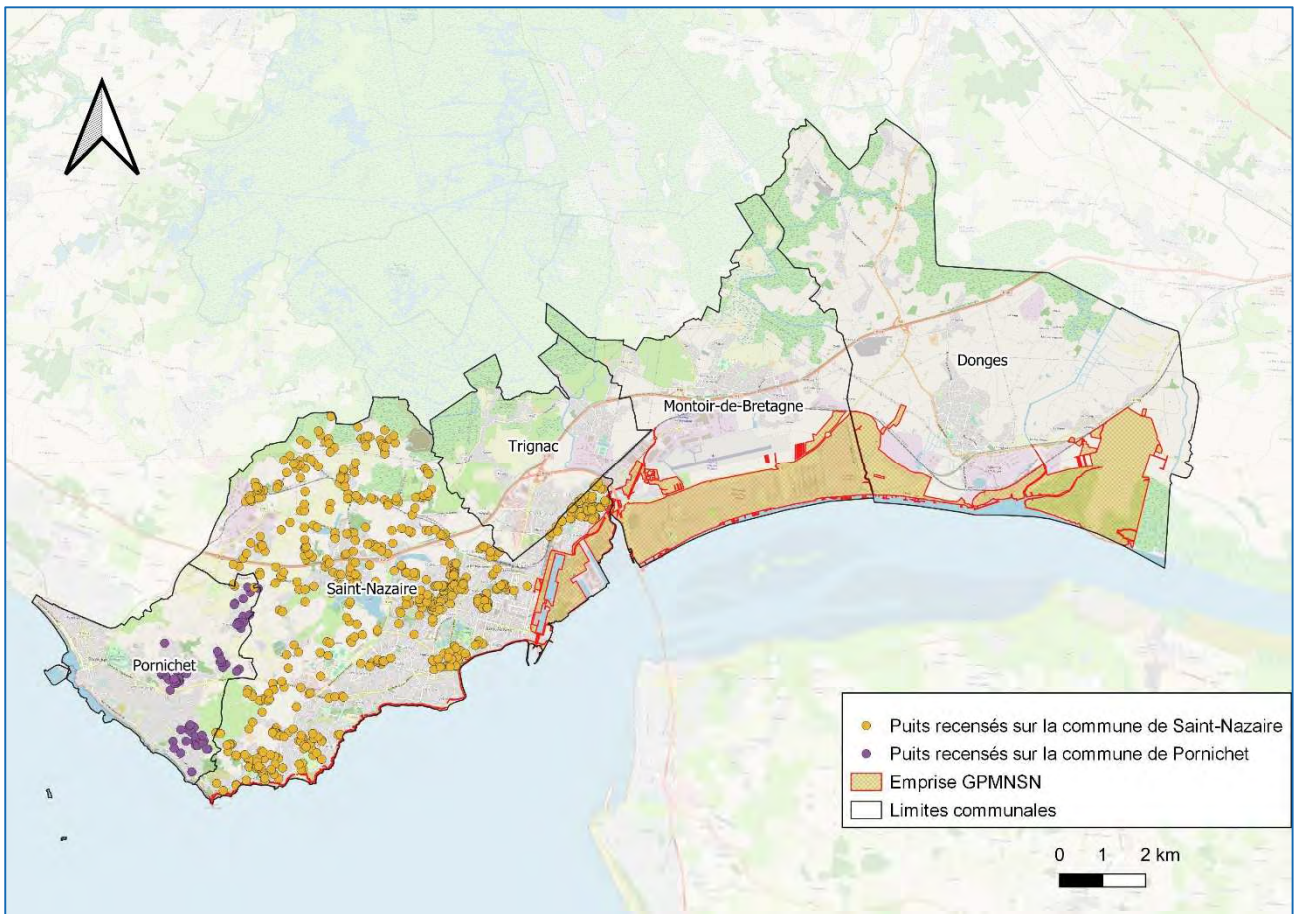 Donges
Montoir-de-Bretagne
Trignac
Saint-Nazaire
Pornichet
Puits recensés sur la commune de Saint-Nazaire
Puits recensés sur la commune de Pornichet
Emprise GPMNSN
Limites communales
0 1 2 km